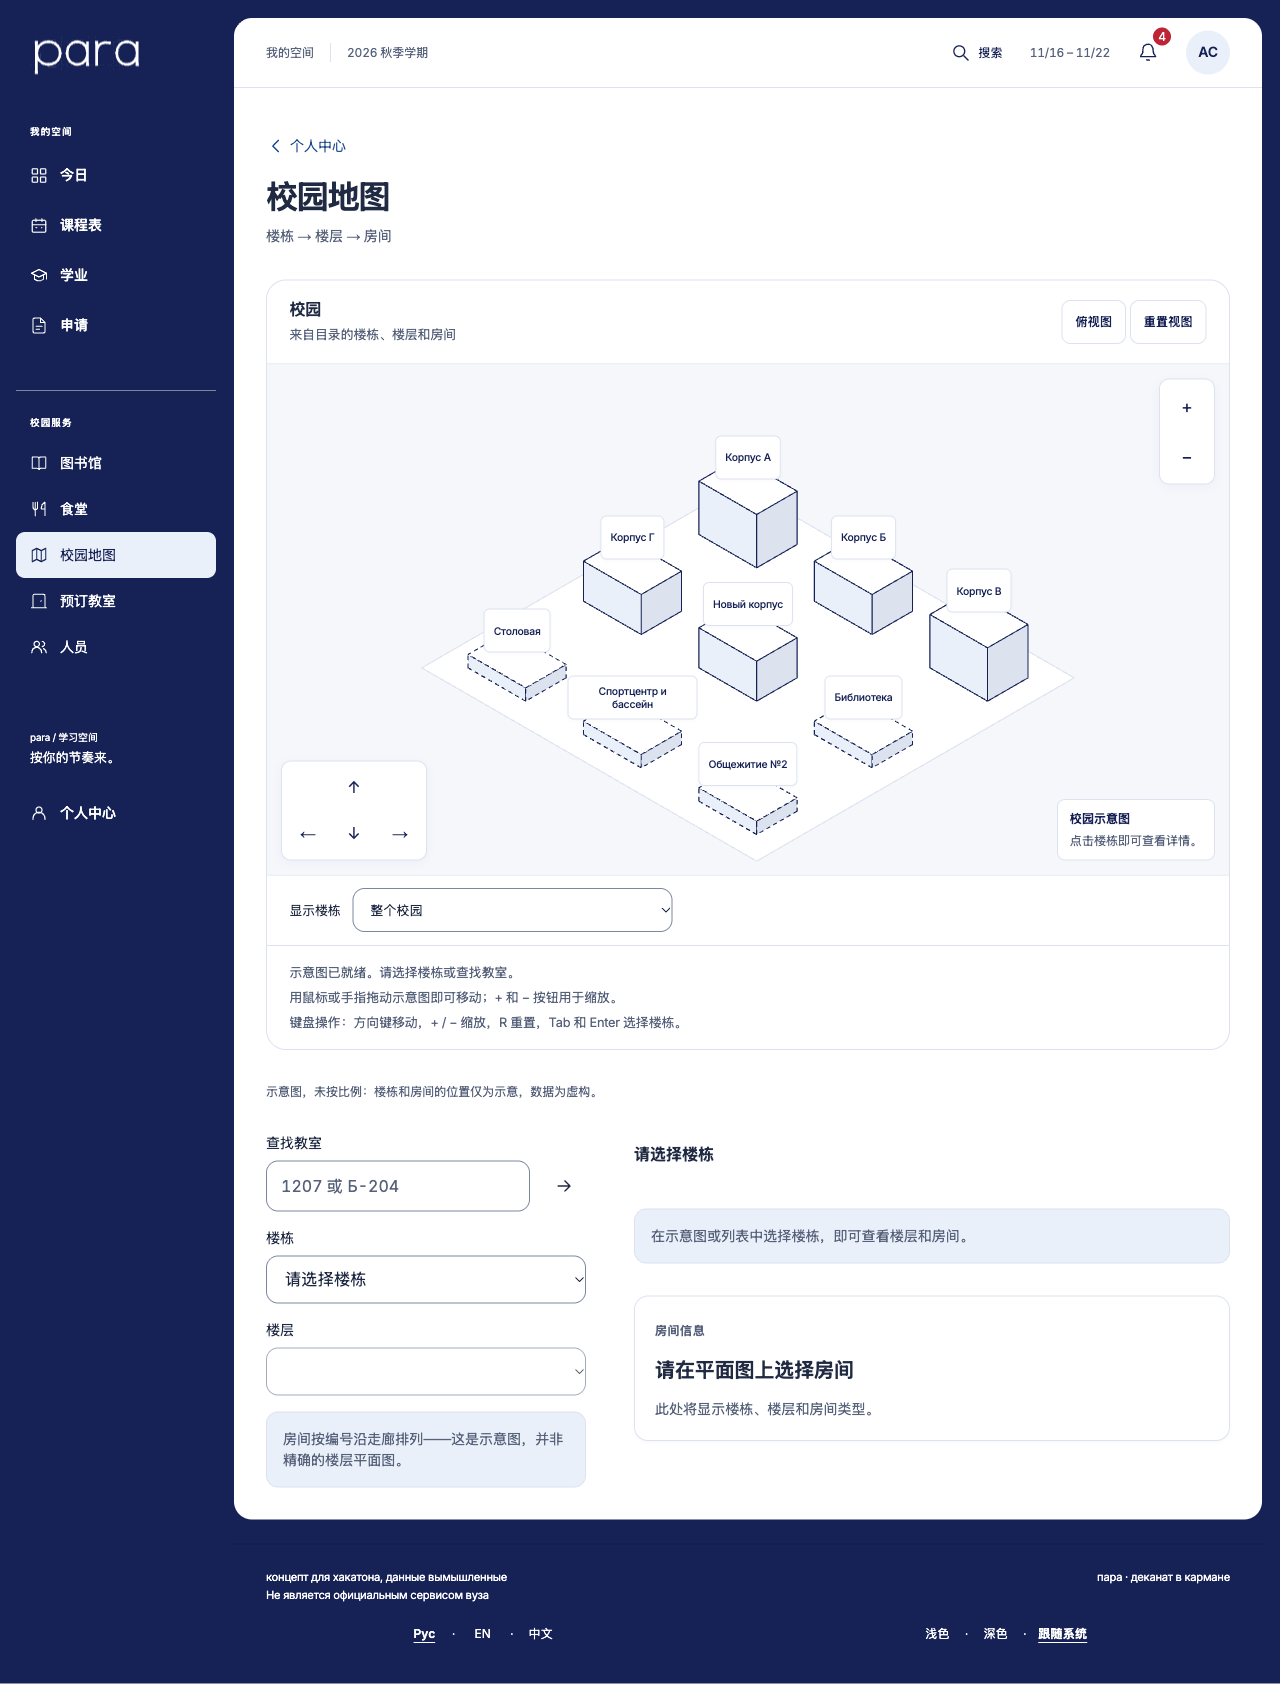 para
我的空间
今日
课程表
学业
申请
校园服务
图书馆
食堂
校园地图
预订教室
人员
para / 学习空间
按你的节奏来。
个人中心
我的空间
2026 秋季学期
搜索
11/16 – 11/22
4
AC
个人中心
校园地图
楼栋 → 楼层 → 房间
校园
来自目录的楼栋、楼层和房间
俯视图
重置视图
+
−
Корпус А
Корпус Г
Корпус Б
Корпус В
Новый корпус
Столовая
Спортцентр и
бассейн
Библиотека
Общежитие №2
↑
← ↓ →
校园示意图
点击楼栋即可查看详情。
显示楼栋
整个校园
示意图已就绪。请选择楼栋或查找教室。
用鼠标或手指拖动示意图即可移动；+ 和 − 按钮用于缩放。
键盘操作：方向键移动，+ / − 缩放，R 重置，Tab 和 Enter 选择楼栋。
示意图，未按比例：楼栋和房间的位置仅为示意，数据为虚构。
查找教室
1207 或 Б-204
→
楼栋
请选择楼栋
楼层
房间按编号沿走廊排列——这是示意图，并非
精确的楼层平面图。
请选择楼栋
在示意图或列表中选择楼栋，即可查看楼层和房间。
房间信息
请在平面图上选择房间
此处将显示楼栋、楼层和房间类型。
концепт для хакатона, данные вымышленные
Не является официальным сервисом вуза
пара · деканат в кармане
Рус · EN · 中文
浅色 · 深色 · 跟随系统